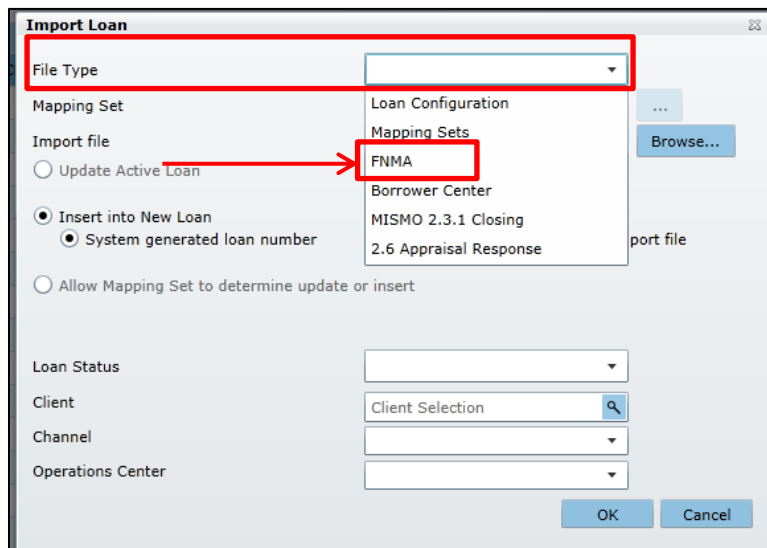 Import Loan
File Type
Loan Configuration
Mapping Set
...
Mapping Sets
Import file
Browse...
FNMA
Update Active Loan
Borrower Center
Insert into New Loan
MISMO 2.3.1 Closing
System generated loan number
port file
2.6 Appraisal Response
Allow Mapping Set to determine update or insert
Loan Status
Client
Client Selection
Channel
Operations Center
OK
Cancel